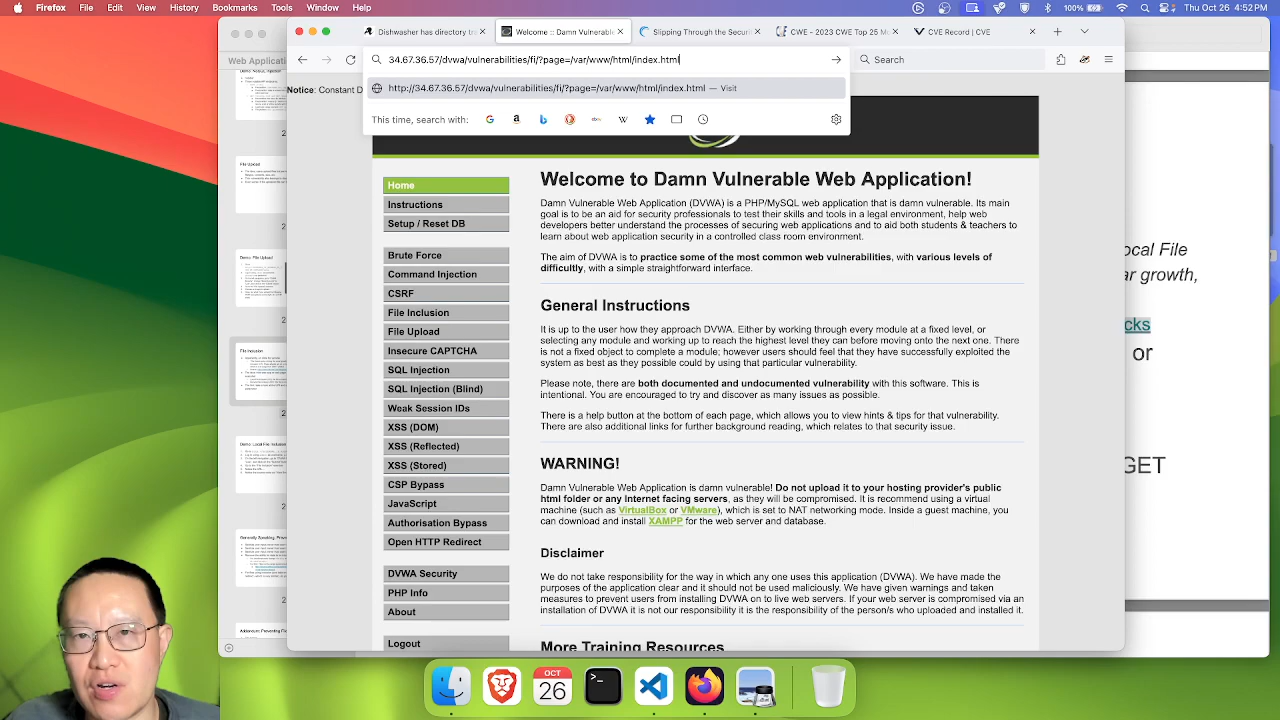 Firefox File Edit View History Bookmarks Tools Window Help
Thu Oct 26 4:52 PM
Dishwasher has directory tra
Welcome :: Damn Vulnerable
Slipping Through the Securit
CWE - 2023 CWE Top 25 M
CVE Record | CVE
34.67.36.57/dvwa/vulnerabilities/fi/?page=/var/www/html/index.html
Search
http://34.67.36.57/dvwa/vulnerabilities/fi/?page=/var/www/html/index.html — Visit
This time, search with:
Web Applicatio
Notice: Constant D
File Upload
Demo: File Upload
File Inclusion
Demo: Local File Inclusion
Generally Speaking, Preve
Addendum: Preventing File
Home
Instructions
Setup / Reset DB
Brute Force
Command Injection
CSRF
File Inclusion
File Upload
Insecure CAPTCHA
SQL Injection
SQL Injection (Blind)
Weak Session IDs
XSS (DOM)
XSS (Reflected)
XSS (Stored)
CSP Bypass
JavaScript
Authorisation Bypass
Open HTTP Redirect
DVWA Security
PHP Info
About
Logout
Welcome to Damn Vulnerable Web Application!
Damn Vulnerable Web Application (DVWA) is a PHP/MySQL web application that is damn vulnerable. Its main
goal is to be an aid for security professionals to test their skills and tools in a legal environment, help web
developers better understand the processes of securing web applications and to aid both students & teachers to
learn about web application security in a controlled class room environment.
The aim of DVWA is to practice some of the most common web vulnerabilities, with various levels of
difficulty, with a simple straightforward interface.
General Instructions
It is up to the user how they approach DVWA. Either by working through every module at a fixed level, or
selecting any module and working up to reach the highest level they can before moving onto the next one. There
is not a fixed object to complete a module; however users should feel that they have successfully exploited the
system as best as they possible could by using that particular vulnerability.
Please note, there are both documented and undocumented vulnerability with this software. This is
intentional. You are encouraged to try and discover as many issues as possible.
There is a help button at the bottom of each page, which allows you to view hints & tips for that vulnerability.
There are also additional links for further background reading, which relates to that security issue.
WARNING!
Damn Vulnerable Web Application is damn vulnerable! Do not upload it to your hosting provider's public
html folder or any internet facing servers, as they will be compromised. It is recommend using a virtual
machine (such as VirtualBox or VMware), which is set to NAT networking mode. Inside a guest machine, you
can download and install XAMPP for the web server and database.
Disclaimer
We do not take responsibility for the way in which any one uses this application (DVWA). We have made the
purposes of the application clear and it should not be used maliciously. We have given warnings and taken
measures to prevent users from installing DVWA on to live web servers. If your web server is compromised via an
installation of DVWA it is not our responsibility it is the responsibility of the person/s who uploaded and installed it.
More Training Resources
ocal File
er growth,
cks
or
GET
OCT
26